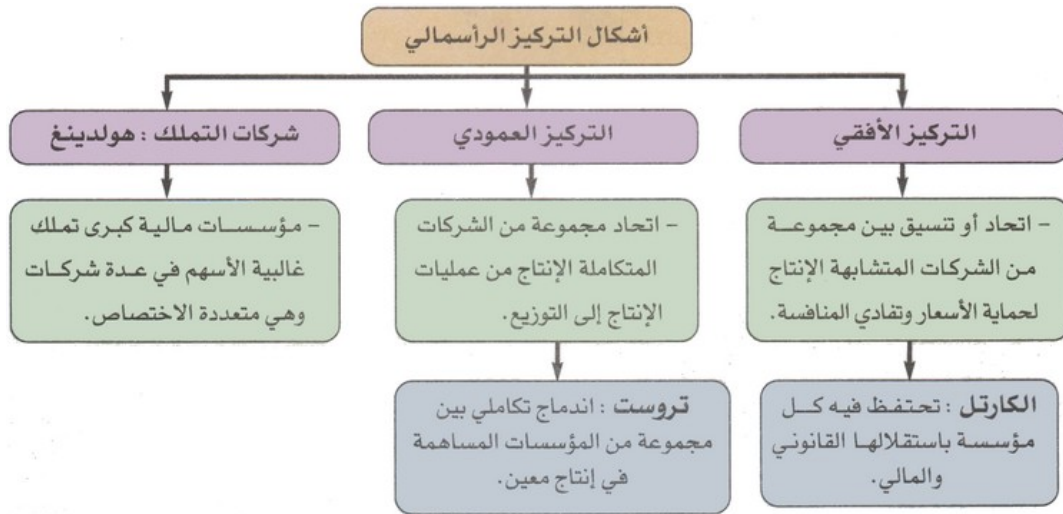 أشكال التركيز الرأسمالي
التركيز الأفقي
– اتحاد أو تنسيق بين مجموعة
من الشركات المتشابهة الإنتاج
لحماية الأسعار وتفادي المنافسة.
الكارتل : تحتفظ فيه كل
مؤسسة باستقلالها القانوني
والمالي.
التركيز العمودي
– اتحاد مجموعة من الشركات
المتكاملة الإنتاج من عمليات
الإنتاج إلى التوزيع.
تروست : اندماج تكاملي بين
مجموعة من المؤسسات المساهمة
في إنتاج معين.
شركات التملك : هولدينغ
– مؤسسات مالية كبرى تملك
غالبية الأسهم في عدة شركات
وهي متعددة الاختصاص.